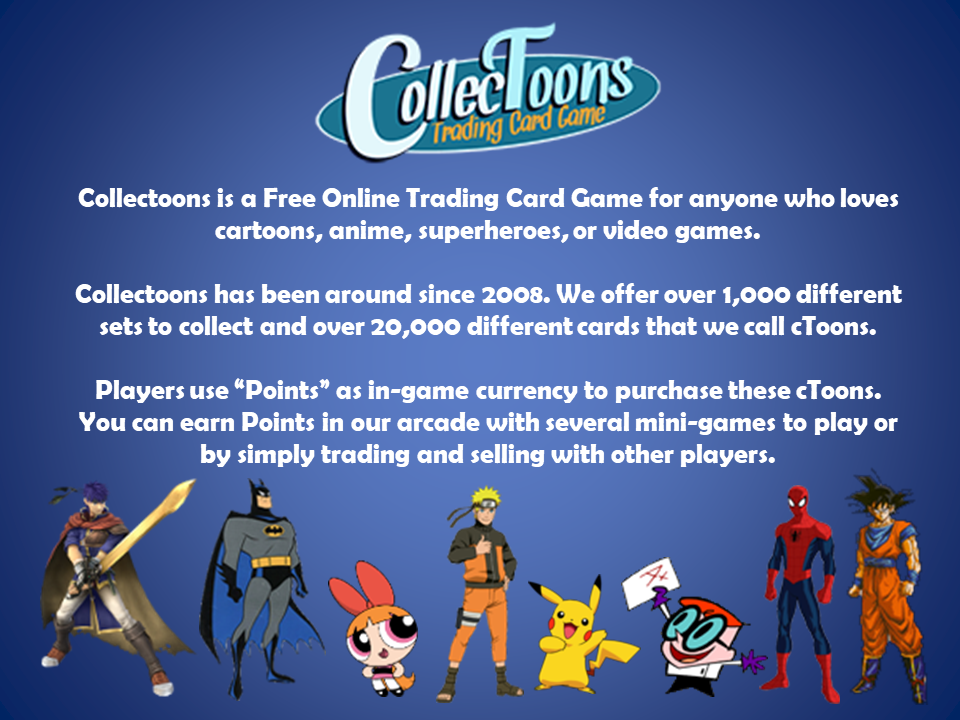 CollecToons
Trading Card Game
Collectoons is a Free Online Trading Card Game for anyone who loves
cartoons, anime, superheroes, or video games.
Collectoons has been around since 2008. We offer over 1,000 different
sets to collect and over 20,000 different cards that we call cToons.
Players use “Points” as in-game currency to purchase these cToons.
You can earn Points in our arcade with several mini-games to play or
by simply trading and selling with other players.
A+